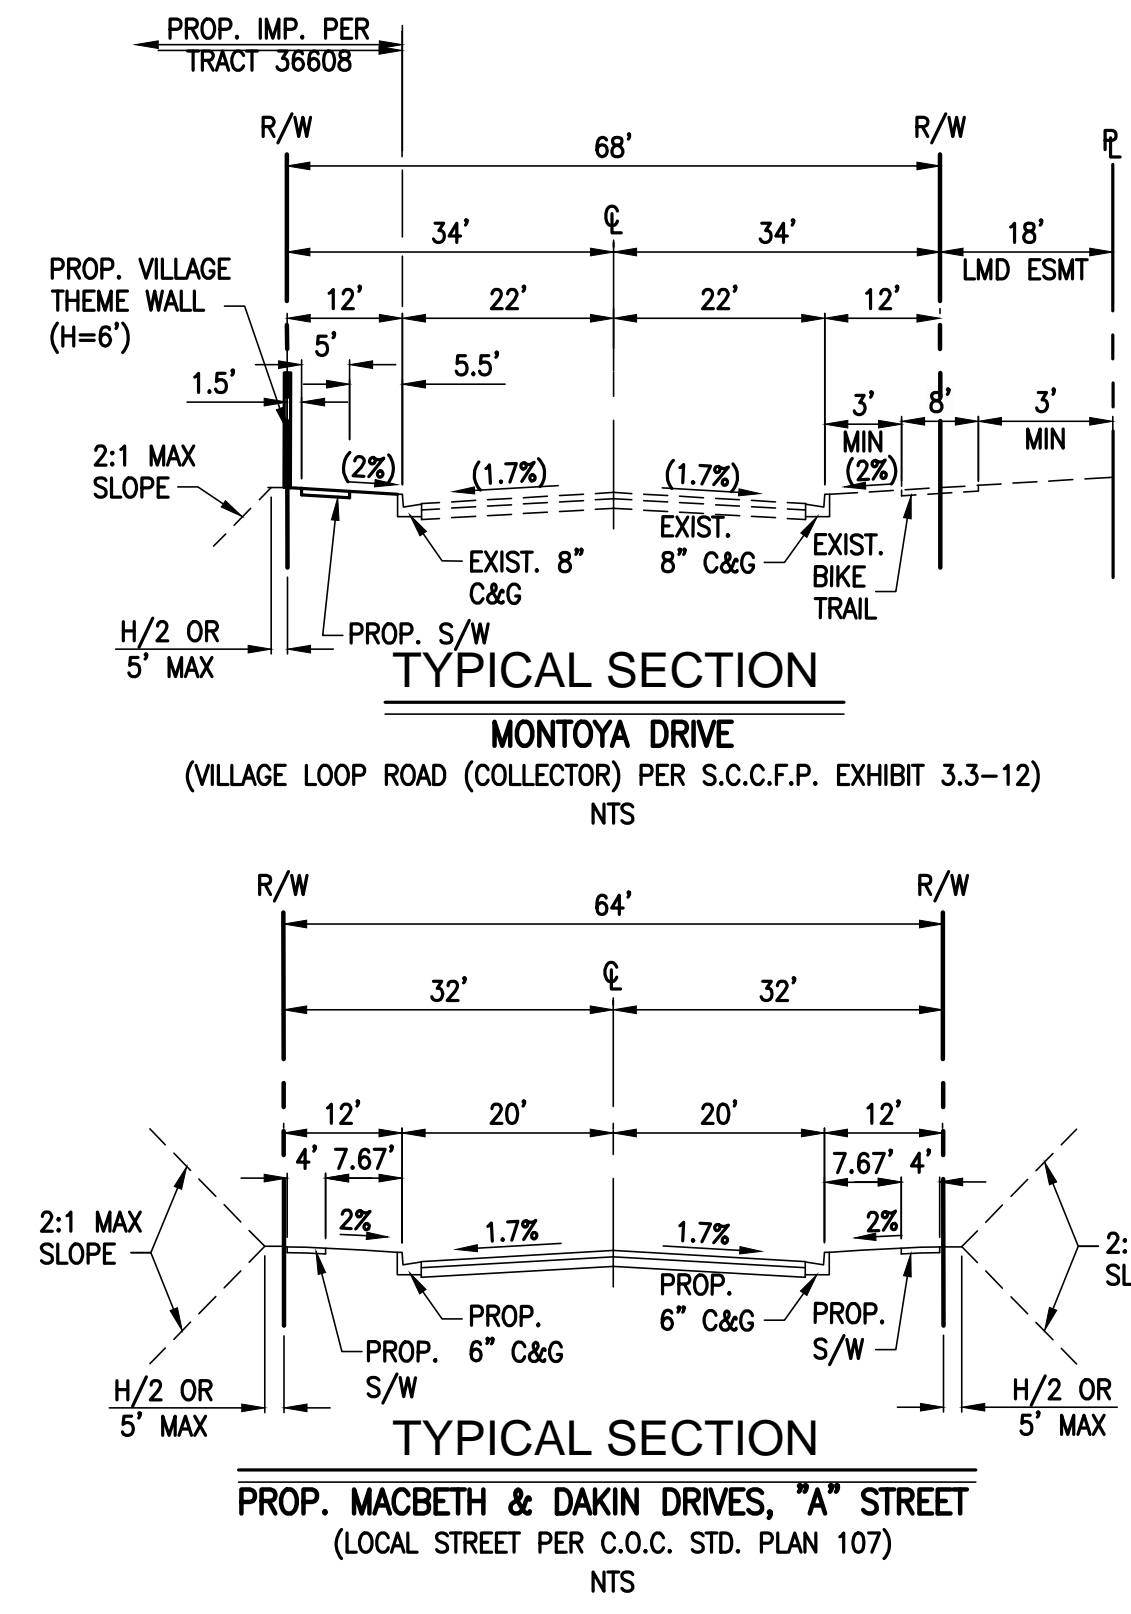 PROP. IMP. PER
TRACT 36608
R/W
R/W
PL
68'
CL
34'
34'
18'
LMD ESMT
PROP. VILLAGE
THEME WALL
(H=6')
12'
22'
22'
12'
5'
5.5'
1.5'
3'
MIN
8'
3'
MIN
2:1 MAX
SLOPE
(2%)
(1.7%)
(1.7%)
(2%)
EXIST. 8"
C&G
EXIST.
8" C&G
EXIST.
BIKE
TRAIL
H/2 OR
5' MAX
PROP. S/W
TYPICAL SECTION
MONTOYA DRIVE
(VILLAGE LOOP ROAD (COLLECTOR) PER S.C.C.F.P. EXHIBIT 3.3-12)
NTS
R/W
R/W
64'
CL
32'
32'
12'
20'
20'
12'
4'
7.67'
7.67'
4'
2:1 MAX
SLOPE
2%
1.7%
1.7%
2%
2:
SL
PROP.
6" C&G
PROP.
6" C&G
PROP.
S/W
PROP.
S/W
H/2 OR
5' MAX
H/2 OR
5' MAX
TYPICAL SECTION
PROP. MACBETH & DAKIN DRIVES, "A" STREET
(LOCAL STREET PER C.O.C. STD. PLAN 107)
NTS